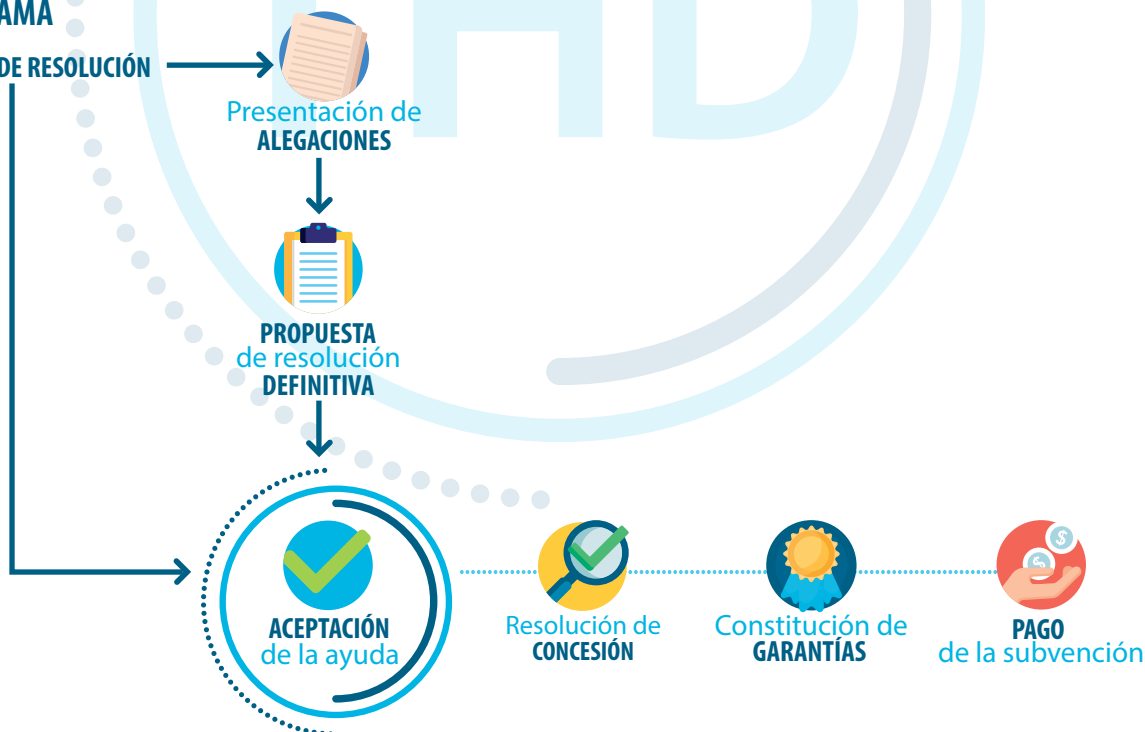 AMA
DE RESOLUCIÓN
Presentación de
ALEGACIONES
PROPUESTA
de resolución
DEFINITIVA
ACEPTACIÓN
de la ayuda
Resolución de
CONCESIÓN
Constitución de
GARANTÍAS
PAGO
de la subvención